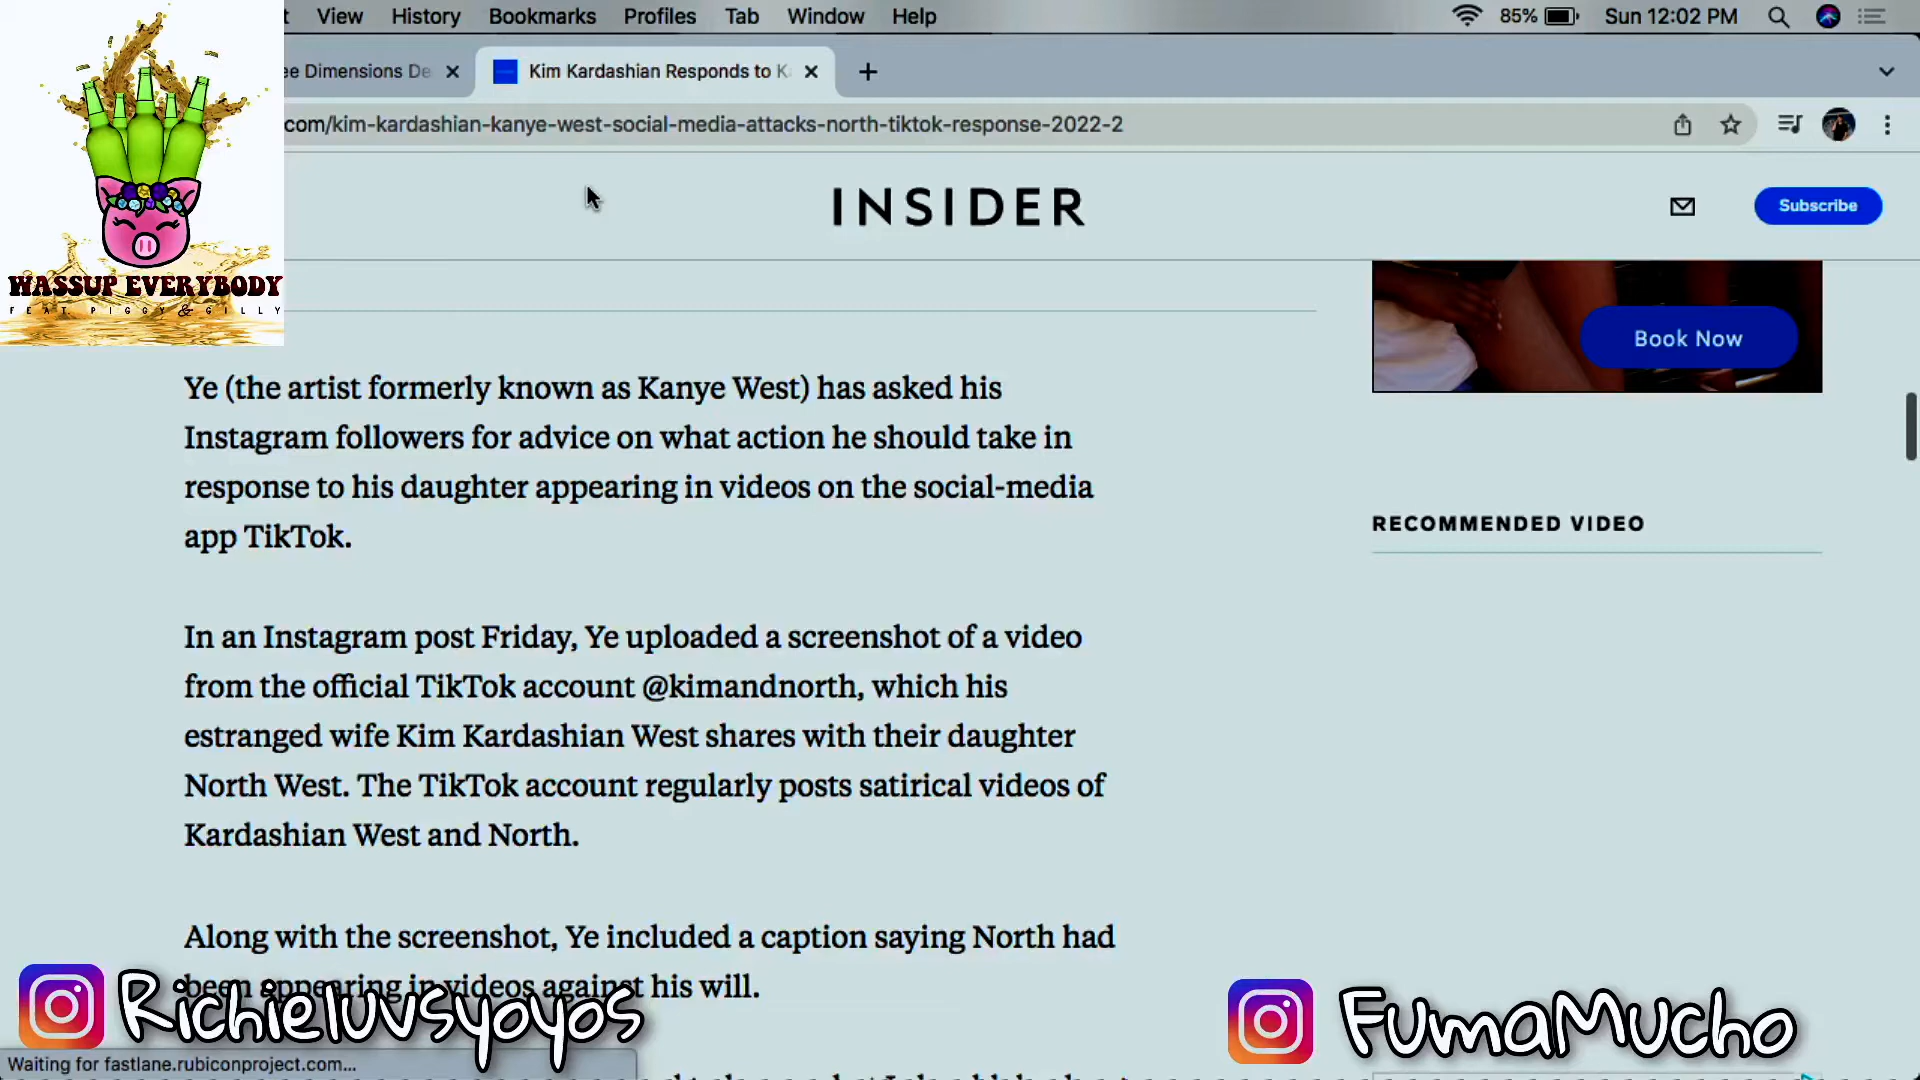 View History Bookmarks Profiles Tab Window Help 85% Sun 12:02 PM
ee Dimensions De
Kim Kardashian Responds to K
com/kim-kardashian-kanye-west-social-media-attacks-north-tiktok-response-2022-2
INSIDER
Subscribe
WASSUP EVERYBODY
FEAT. PIGGY & GILLY
Book Now
Ye (the artist formerly known as Kanye West) has asked his
Instagram followers for advice on what action he should take in
response to his daughter appearing in videos on the social-media
app TikTok.
RECOMMENDED VIDEO
In an Instagram post Friday, Ye uploaded a screenshot of a video
from the official TikTok account @kimandnorth, which his
estranged wife Kim Kardashian West shares with their daughter
North West. The TikTok account regularly posts satirical videos of
Kardashian West and North.
Along with the screenshot, Ye included a caption saying North had
been appearing in videos against his will.
Richieluvsyoyos
FumaMucho
Waiting for fastlane.rubiconproject.com...